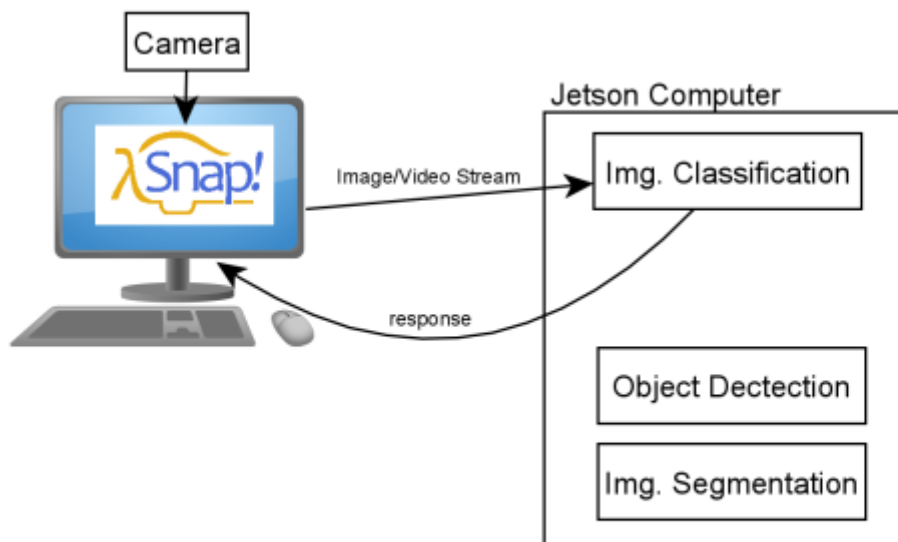 Camera
Jetson Computer
λSnap!
Image/Video Stream
Img. Classification
response
Object Dectection
Img. Segmentation